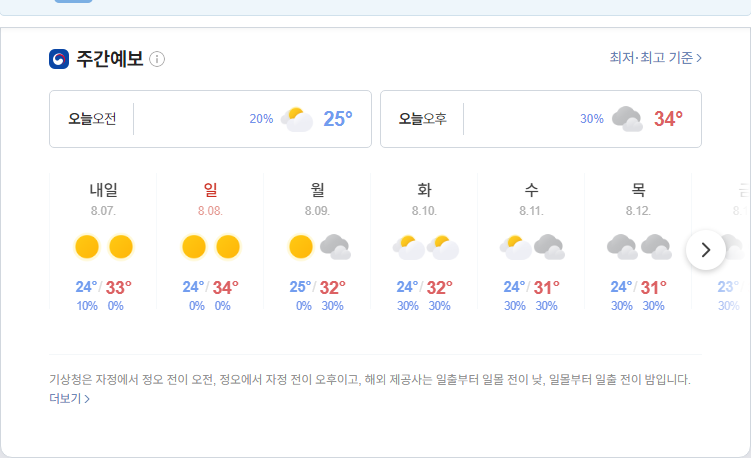 주간예보
최저·최고 기준
오늘오전 20% 25°
오늘오후 30% 34°
내일 일 월 화 수 목
8.07. 8.08. 8.09. 8.10. 8.11. 8.12.
24°/33° 24°/34° 25°/32° 24°/32° 24°/31° 24°/31° 23°
10% 0% 0% 0% 0% 30% 30% 30% 30% 30% 30% 30% 30%
기상청은 자정에서 정오 전이 오전, 정오에서 자정 전이 오후이고, 해외 제공사는 일출부터 일몰 전이 낮, 일몰부터 일출 전이 밤입니다.
더보기